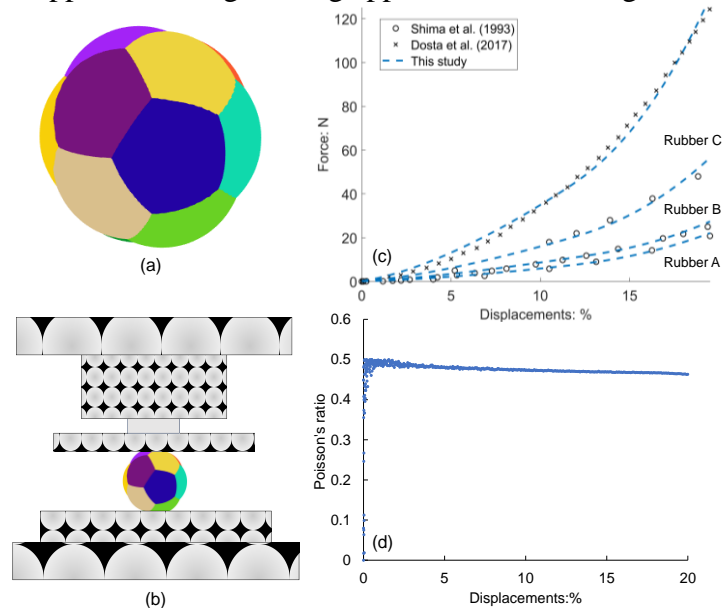 (a)
(b)
120
100
80
60
40
20
0
Force: N
Shima et al. (1993)
Dosta et al. (2017)
This study
Rubber C
Rubber B
Rubber A
(c)
0 5 10 15
Displacements: %
0.6
0.5
0.4
0.3
0.2
0.1
0
Poisson's ratio
(d)
0 5 10 15 20
Displacements:%